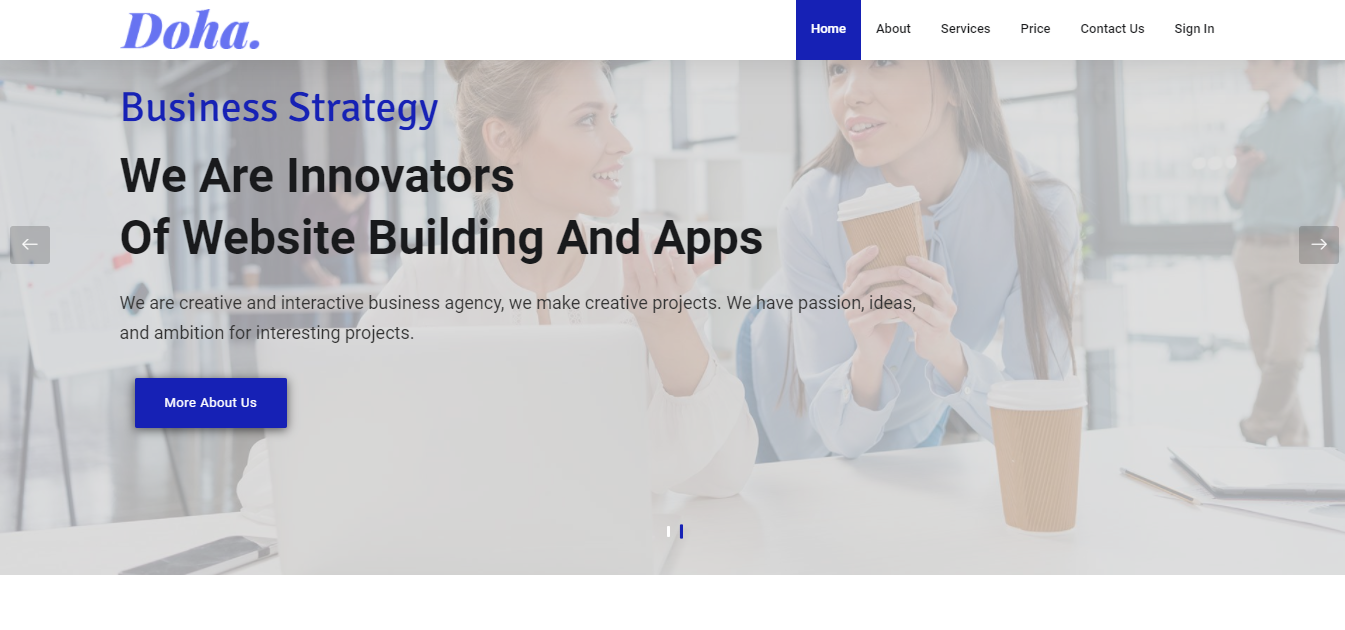 Doha.
Home About Services Price Contact Us Sign In
Business Strategy
We Are Innovators
Of Website Building And Apps
We are creative and interactive business agency, we make creative projects. We have passion, ideas,
and ambition for interesting projects.
More About Us